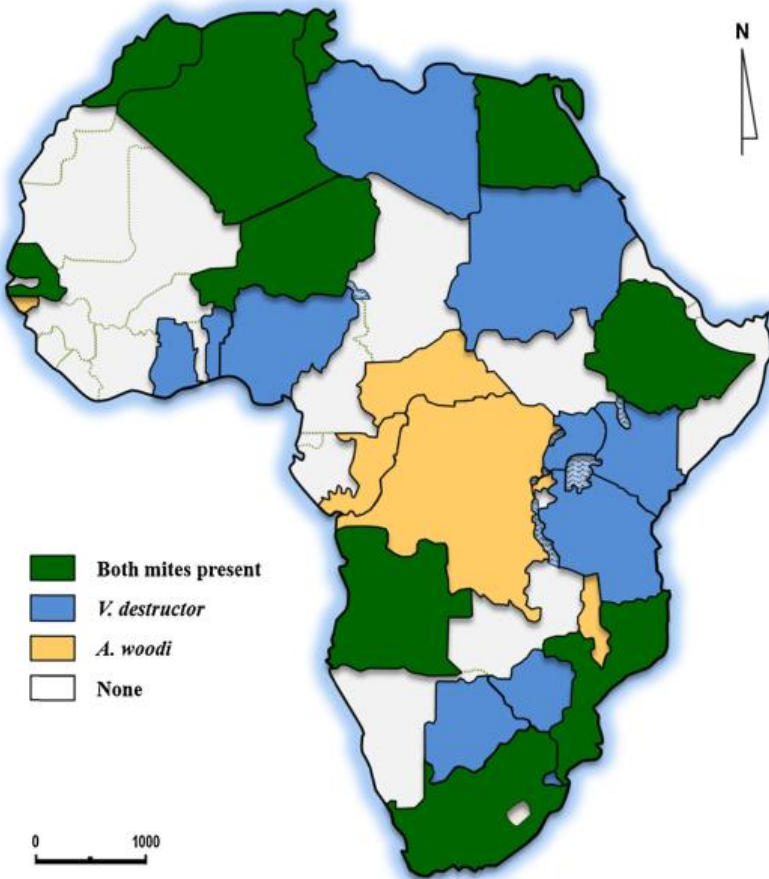 N
Both mites present
V. destructor
A. woodi
None
0 1000